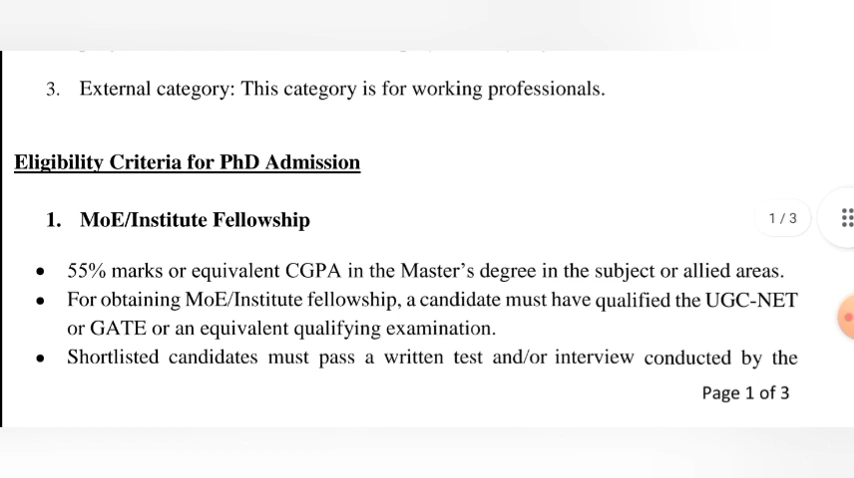 3. External category: This category is for working professionals.
Eligibility Criteria for PhD Admission
1. MoE/Institute Fellowship
1 / 3
• 55% marks or equivalent CGPA in the Master's degree in the subject or allied areas.
• For obtaining MoE/Institute fellowship, a candidate must have qualified the UGC-NET
or GATE or an equivalent qualifying examination.
• Shortlisted candidates must pass a written test and/or interview conducted by the
Page 1 of 3